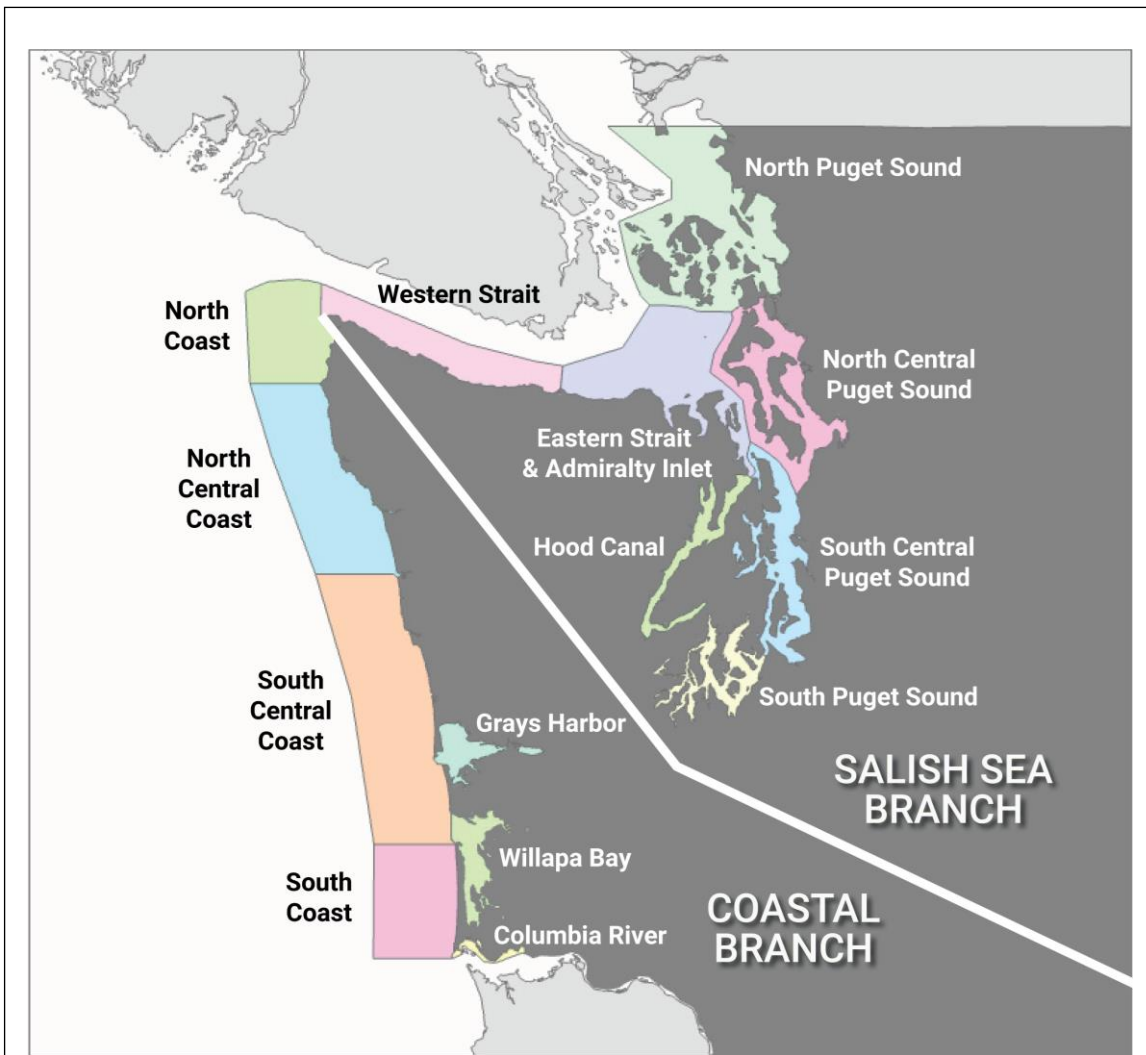 North Puget Sound
Western Strait
North
Coast
North Central
Puget Sound
Eastern Strait
& Admiralty Inlet
North
Central
Coast
Hood Canal
South Central
Puget Sound
South
Central
Coast
South Puget Sound
Grays Harbor
SALISH SEA
BRANCH
Willapa Bay
South
Coast
COASTAL
BRANCH
Columbia River